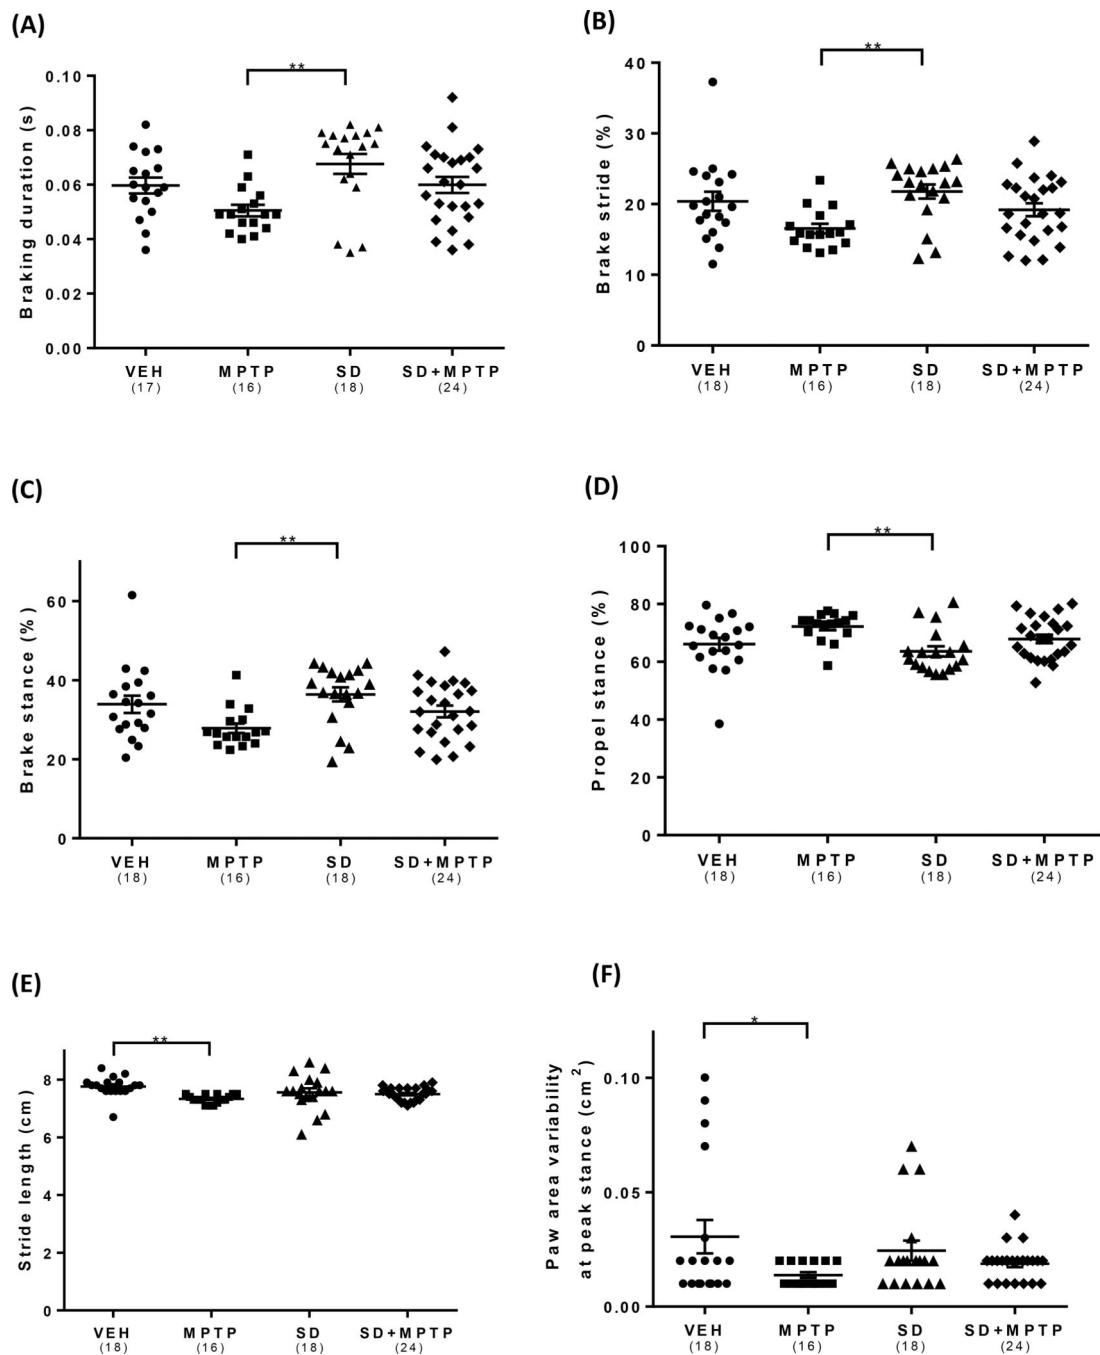 (A)
**
Braking duration (s)
0.10
0.08
0.06
0.04
0.02
0.00
VEH MPTP SD SD+MPTP
(17) (16) (18) (24)
(B)
**
Brake stride (%)
40
30
20
10
0
VEH MPTP SD SD+MPTP
(18) (16) (18) (24)
(C)
**
Brake stance (%)
60
40
20
0
VEH MPTP SD SD+MPTP
(18) (16) (18) (24)
(D)
**
Propel stance (%)
100
80
60
40
20
0
VEH MPTP SD SD+MPTP
(18) (16) (18) (24)
(E)
**
Stride length (cm)
8
6
4
2
0
VEH MPTP SD SD+MPTP
(18) (16) (18) (24)
(F)
*
Paw area variability
at peak stance (cm²)
0.10
0.05
0.00
VEH MPTP SD SD+MPTP
(18) (16) (18) (24)